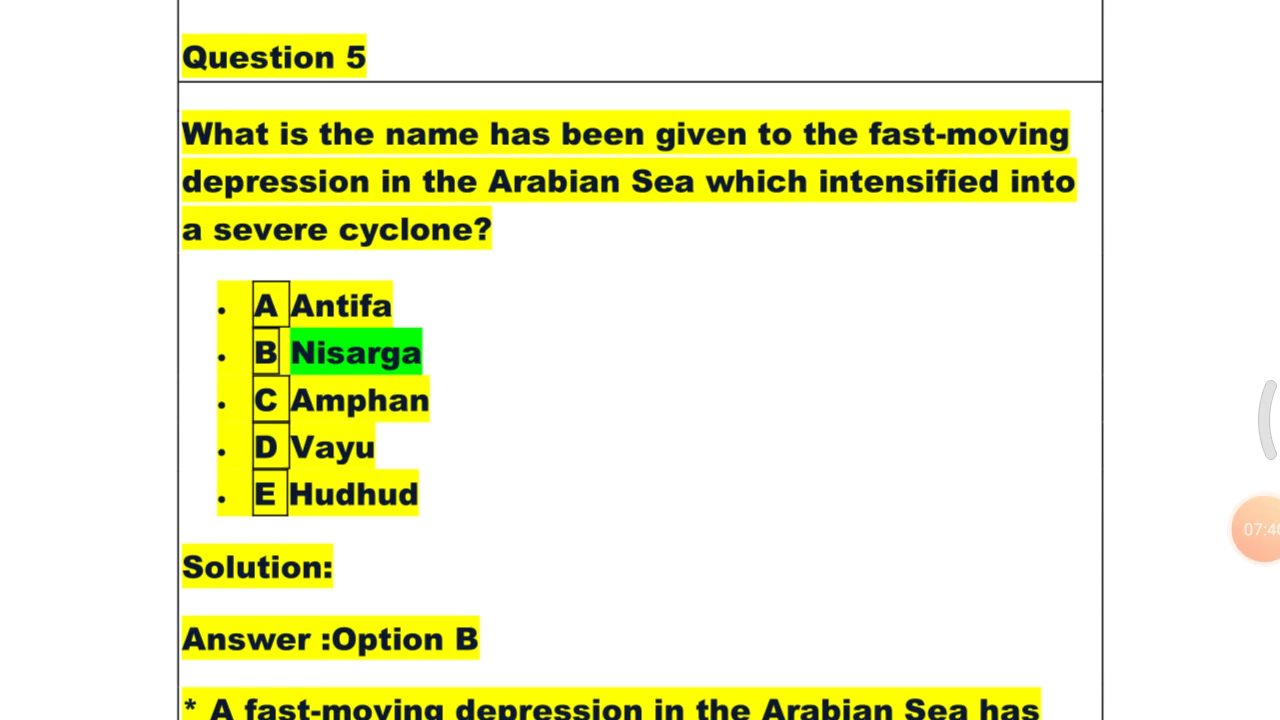 Question 5
What is the name has been given to the fast-moving
depression in the Arabian Sea which intensified into
a severe cyclone?
• A Antifa
• B Nisarga
• C Amphan
• D Vayu
• E Hudhud
Solution:
Answer :Option B
* A fast-moving depression in the Arabian Sea has